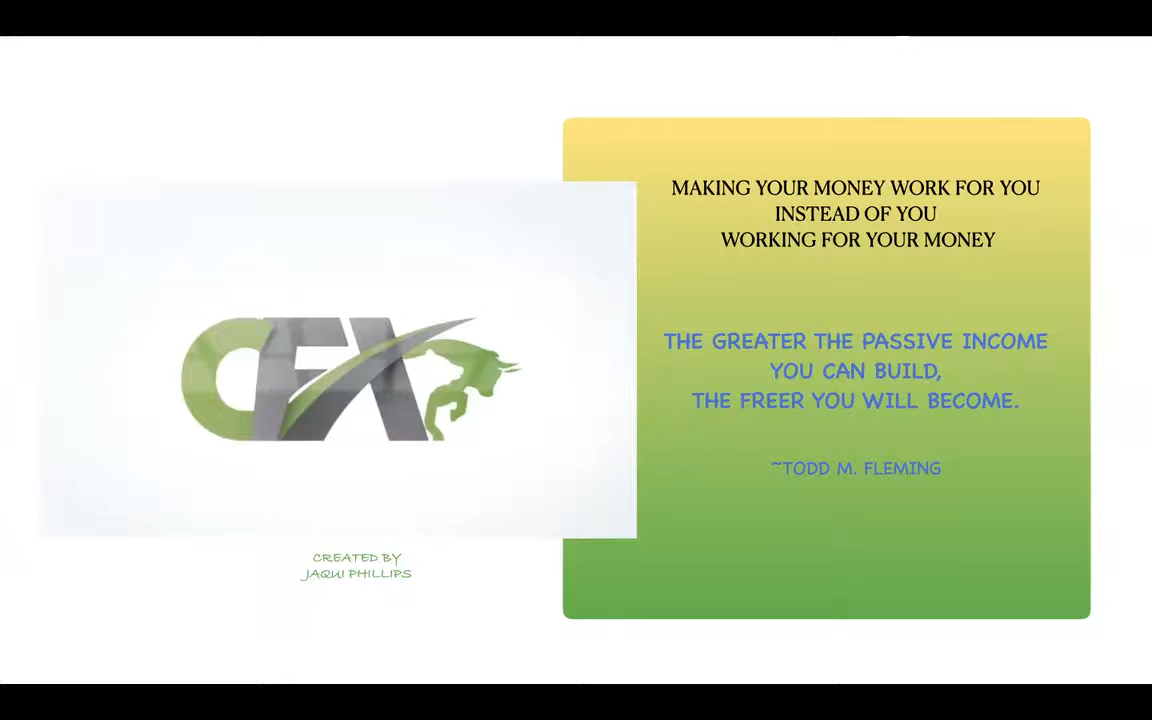 CFX
CREATED BY
JAQUI PHILLIPS
MAKING YOUR MONEY WORK FOR YOU
INSTEAD OF YOU
WORKING FOR YOUR MONEY
THE GREATER THE PASSIVE INCOME
YOU CAN BUILD,
THE FREER YOU WILL BECOME.
~TODD M. FLEMING